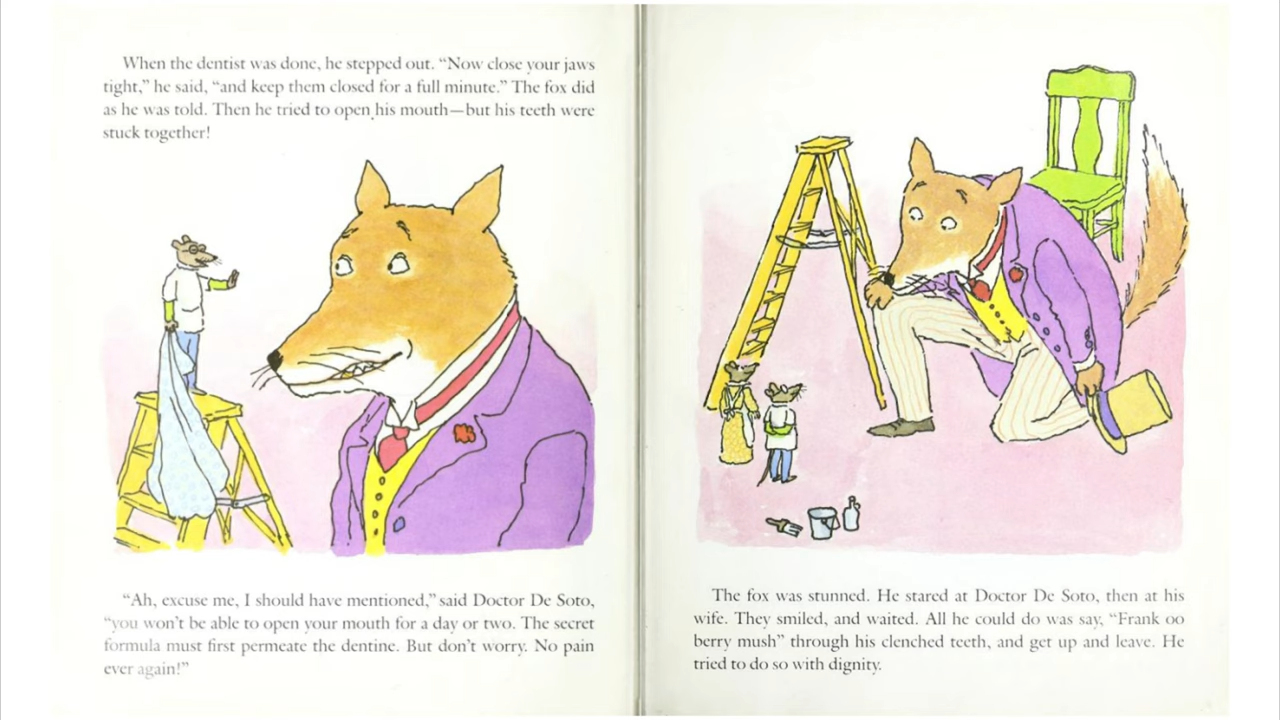 When the dentist was done, he stepped out. “Now close your jaws
tight,” he said, “and keep them closed for a full minute.” The fox did
as he was told. Then he tried to open his mouth—but his teeth were
stuck together!
“Ah, excuse me, I should have mentioned,” said Doctor De Soto,
“you won’t be able to open your mouth for a day or two. The secret
formula must first permeate the dentine. But don’t worry. No pain
ever again!”
The fox was stunned. He stared at Doctor De Soto, then at his
wife. They smiled, and waited. All he could do was say, “Frank oo
berry mush” through his clenched teeth, and get up and leave. He
tried to do so with dignity.